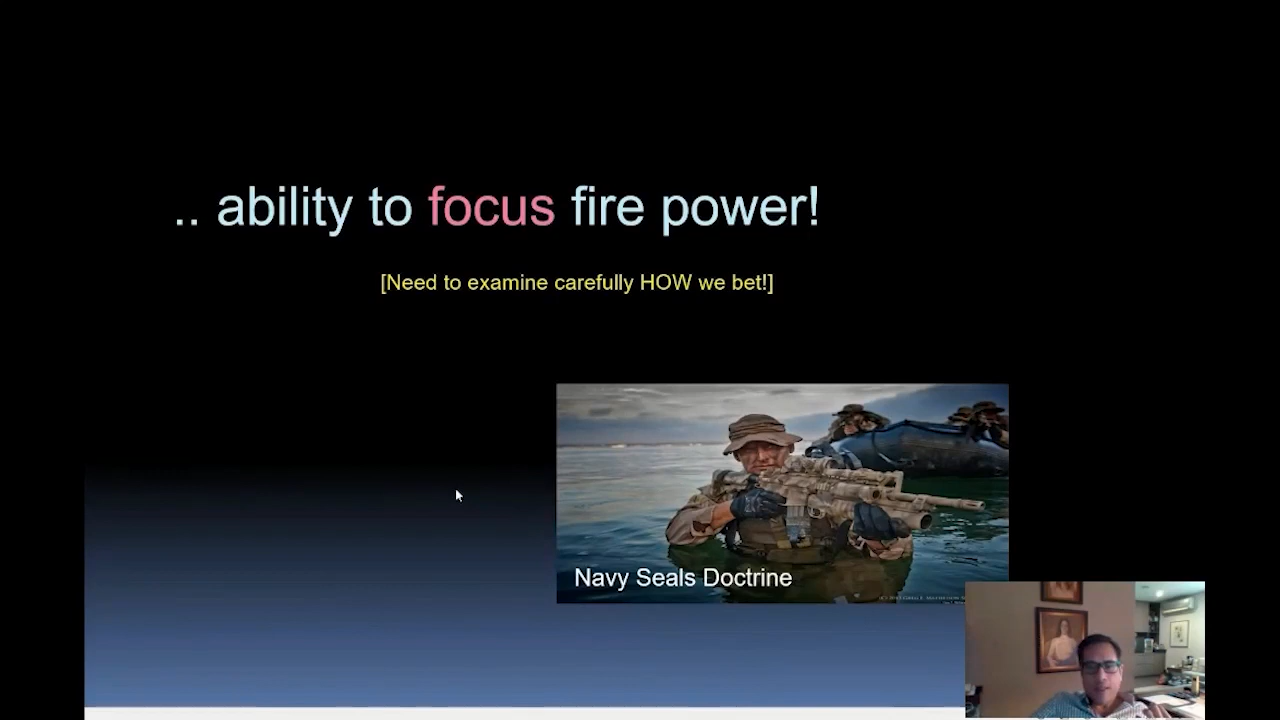 .. ability to focus fire power!
[Need to examine carefully HOW we bet!]
Navy Seals Doctrine